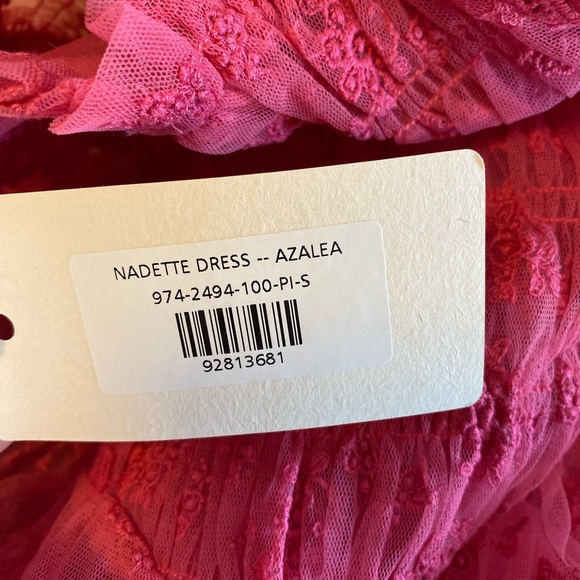 NADETTE DRESS -- AZALEA
974-2494-100-PI-S
92813681